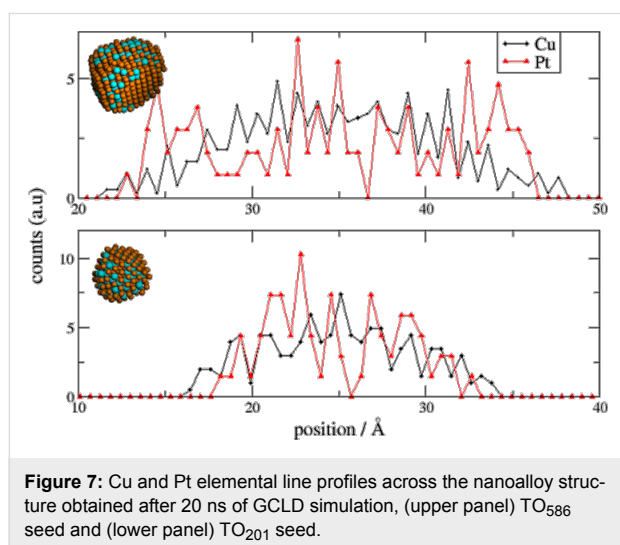 Cu
Pt
5
0
20
30
40
50
counts (a.u)
10
5
0
10
20
30
40
position / Å
Figure 7: Cu and Pt elemental line profiles across the nanoalloy struc-
ture obtained after 20 ns of GCLD simulation, (upper panel) TO586
seed and (lower panel) TO201 seed.